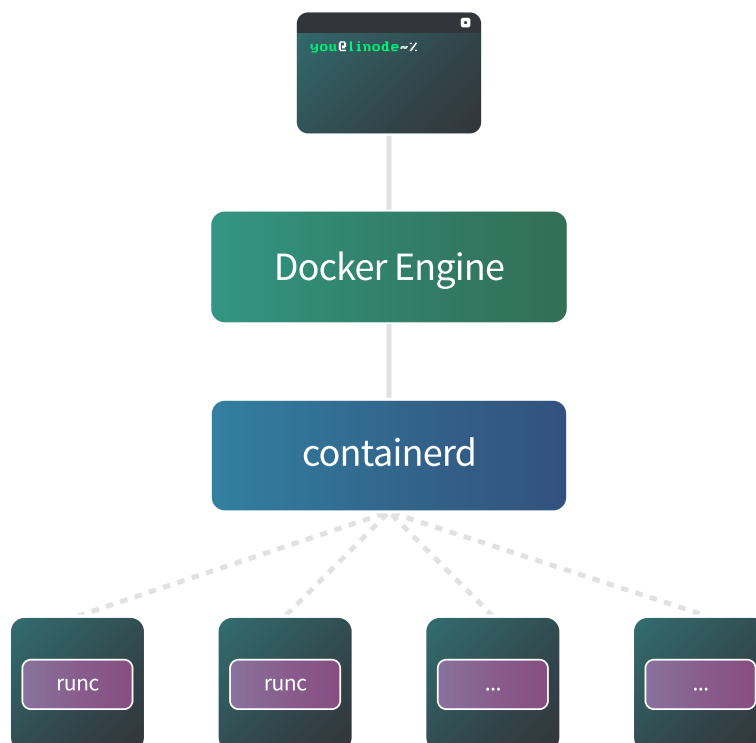 you@linode~%
Docker Engine
containerd
runc
runc
...
...